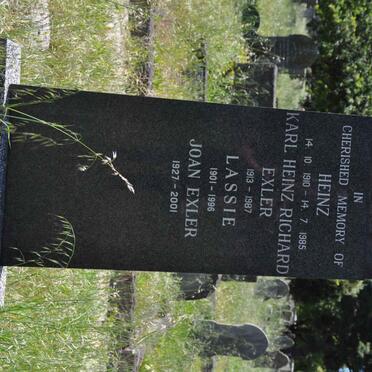 IN
CHERISHED MEMORY OF
HEINZ
14. 10. 1910 - 14. 7. 1985
KARL HEINZ RICHARD
EXLER
1913 - 1987
LASSIE
1901 - 1996
JOAN EXLER
1927 - 2001